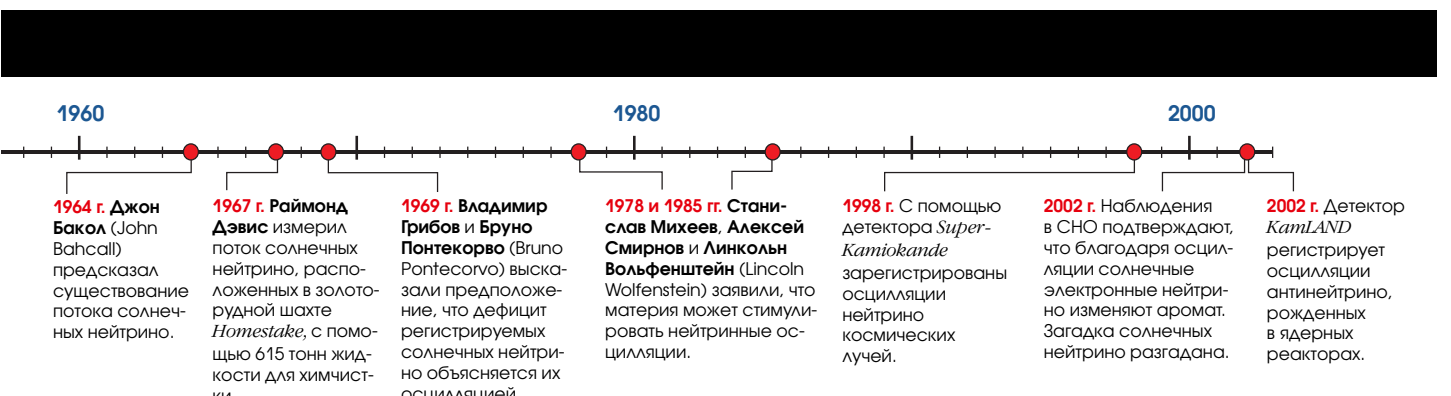 1960
1980
2000
1964 г. Джон
Бакол (John
Bahcall)
предсказал
существование
потока солнеч-
ных нейтрино.
1967 г. Раймонд
Дэвис измерил
поток солнечных
нейтрино, распо-
ложенных в золото-
рудной шахте
Homestake, с помо-
щью 615 тонн жид-
кости для химчист-
ки
1969 г. Владимир
Грибов и Бруно
Понтекорво (Bruno
Pontecorvo) выска-
зали предположе-
ние, что дефицит
регистрируемых
солнечных нейтри-
но объясняется их
осцилляцией
1978 и 1985 гг. Стани-
слав Михеев, Алексей
Смирнов и Линкольн
Вольфенштейн (Lincoln
Wolfenstein) заявили, что
материя может стимули-
ровать нейтринные ос-
цилляции.
1998 г. С помощью
детектора Super-
Kamiokande
зарегистрированы
осцилляции
нейтрино
космических
лучей.
2002 г. Наблюдения
в СНО подтверждают,
что благодаря осцил-
ляции солнечные
электронные нейтри-
но изменяют аромат.
Загадка солнечных
нейтрино разгадана.
2002 г. Детектор
KamLAND
регистрирует
осцилляции
антинейтрино,
рожденных
в ядерных
реакторах.